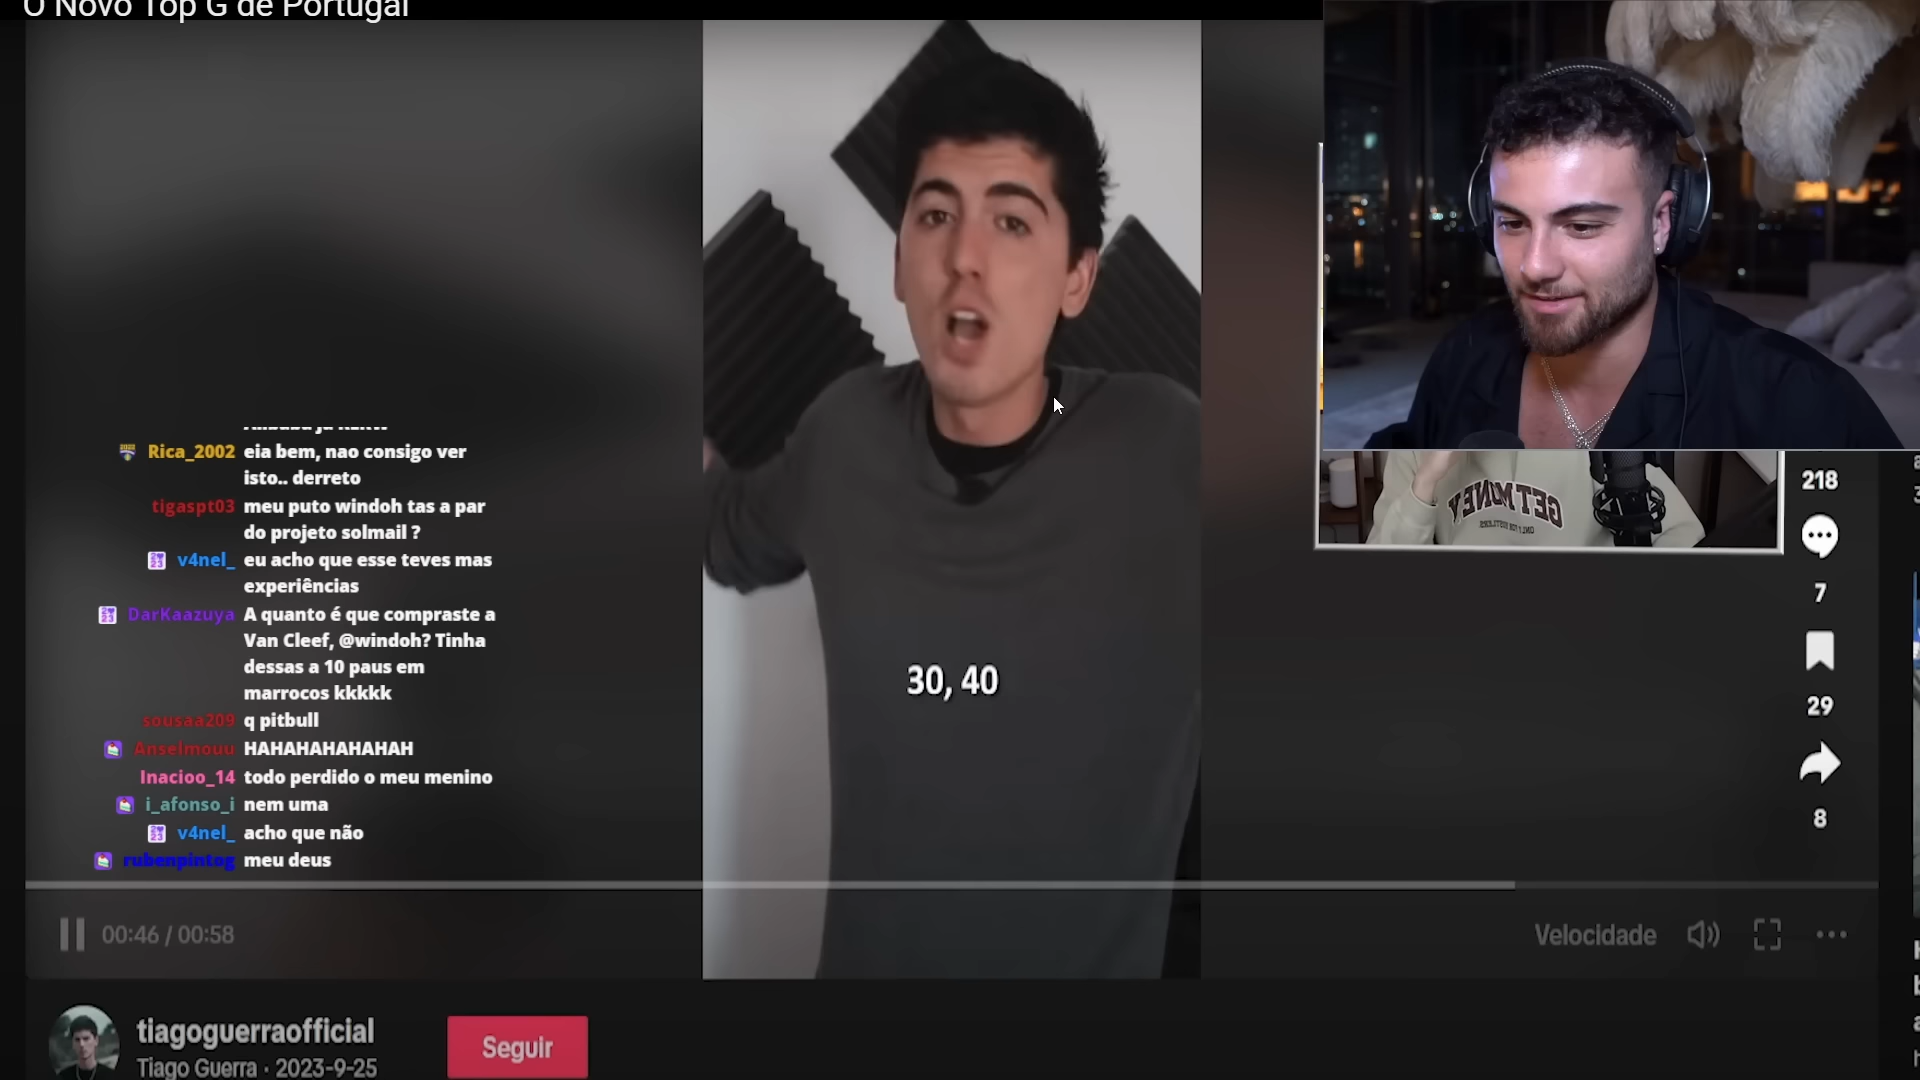 O Novo Top G de Portugal
Rica_2002 eia bem, nao consigo ver
isto.. derreto
tigaspt03 meu puto windoh tas a par
do projeto solmail ?
v4nel_ eu acho que esse teves mas
experiências
DarKaazuya A quanto é que compraste a
Van Cleef, @windoh? Tinha
dessas a 10 paus em
marrocos kkkkk
sousaa209 q pitbull
Anselmouu HAHAHAHAHAHAH
Inacioo_14 todo perdido o meu menino
i_afonso_i nem uma
v4nel_ acho que não
rubenpintog meu deus
30, 40
GET MONEY
218
7
29
8
00:46 / 00:58
Velocidade
tiagoguerraofficial
Tiago Guerra · 2023-9-25
Seguir